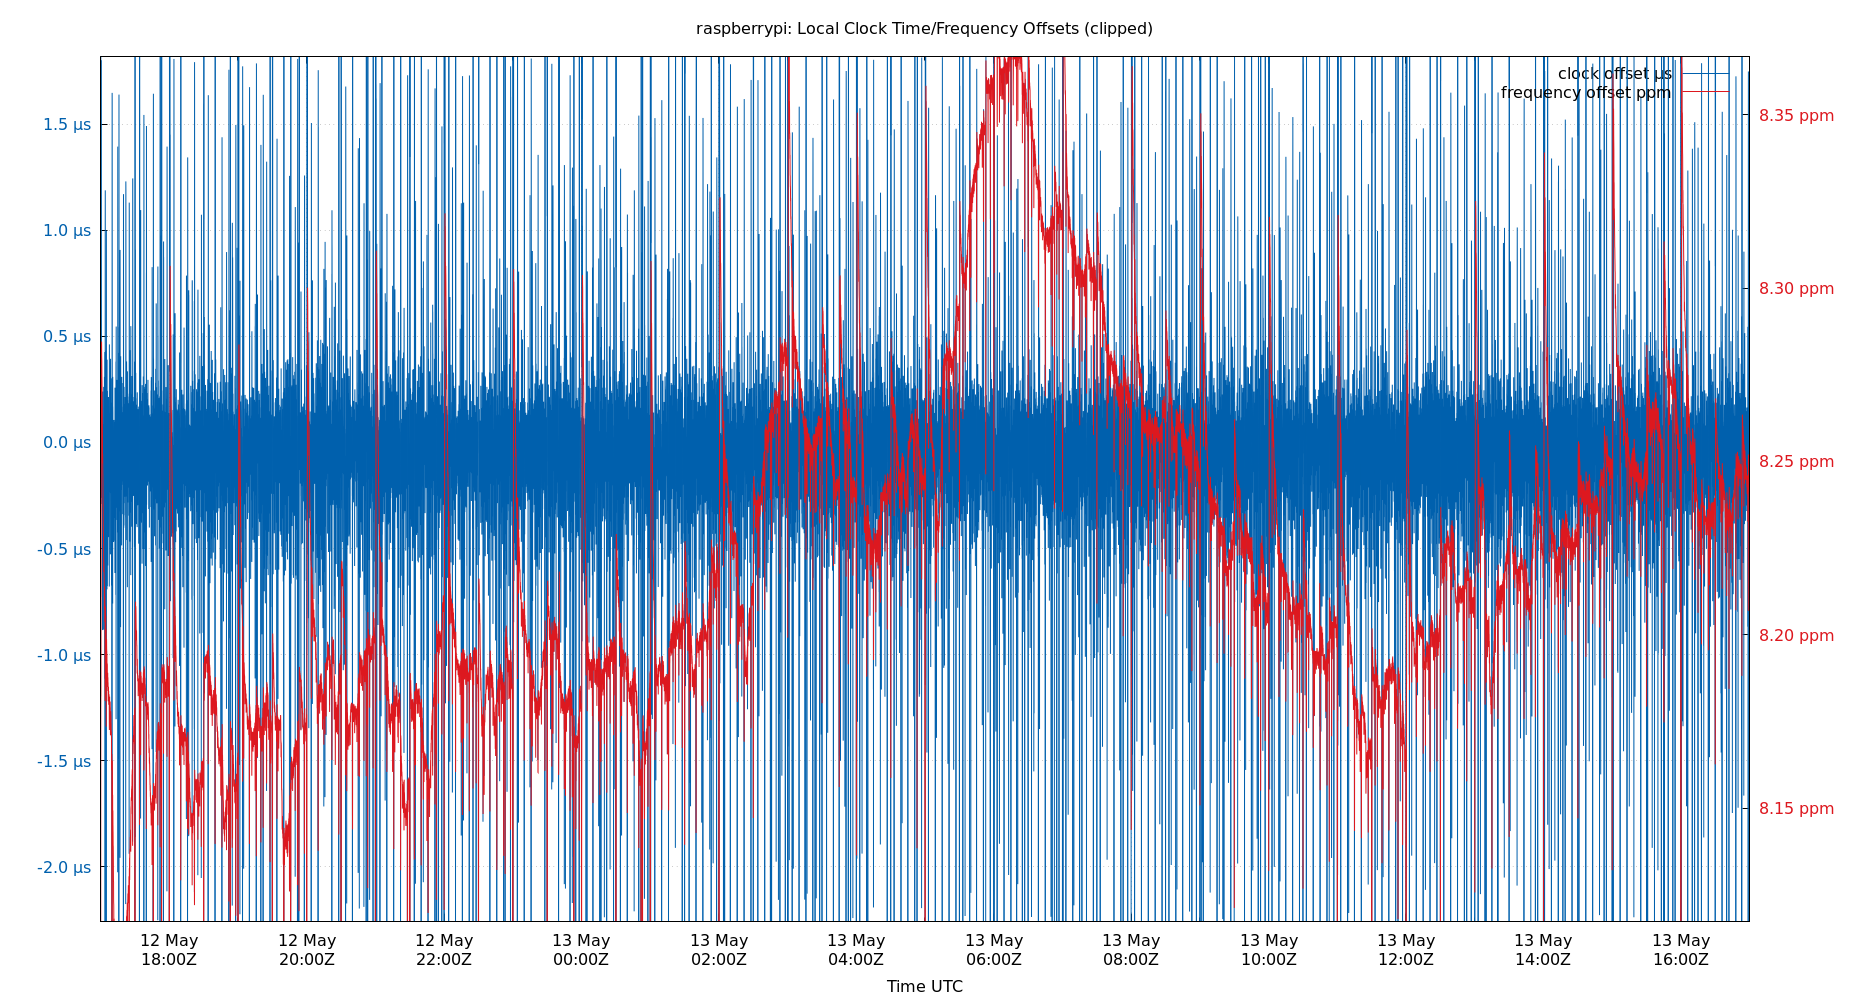 raspberrypi: Local Clock Time/Frequency Offsets (clipped)
clock offset µs
frequency offset ppm
1.5 µs
1.0 µs
0.5 µs
0.0 µs
-0.5 µs
-1.0 µs
-1.5 µs
-2.0 µs
8.35 ppm
8.30 ppm
8.25 ppm
8.20 ppm
8.15 ppm
12 May
18:00Z
12 May
20:00Z
12 May
22:00Z
13 May
00:00Z
13 May
02:00Z
13 May
04:00Z
13 May
06:00Z
13 May
08:00Z
13 May
10:00Z
13 May
12:00Z
13 May
14:00Z
13 May
16:00Z
Time UTC